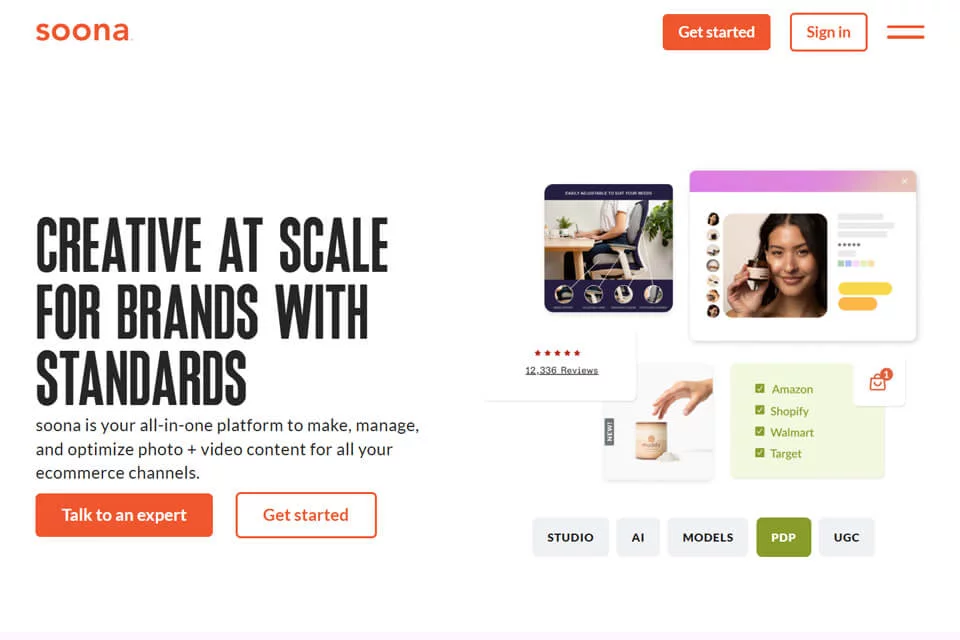 soona
Get started
Sign in
CREATIVE AT SCALE
FOR BRANDS WITH
STANDARDS
soona is your all-in-one platform to make, manage,
and optimize photo + video content for all your
ecommerce channels.
Talk to an expert
Get started
EASILY ADJUSTABLE TO SUIT YOUR NEEDS
12,336 Reviews
NEW!
muddy
1
Amazon
Shopify
Walmart
Target
STUDIO
AI
MODELS
PDP
UGC